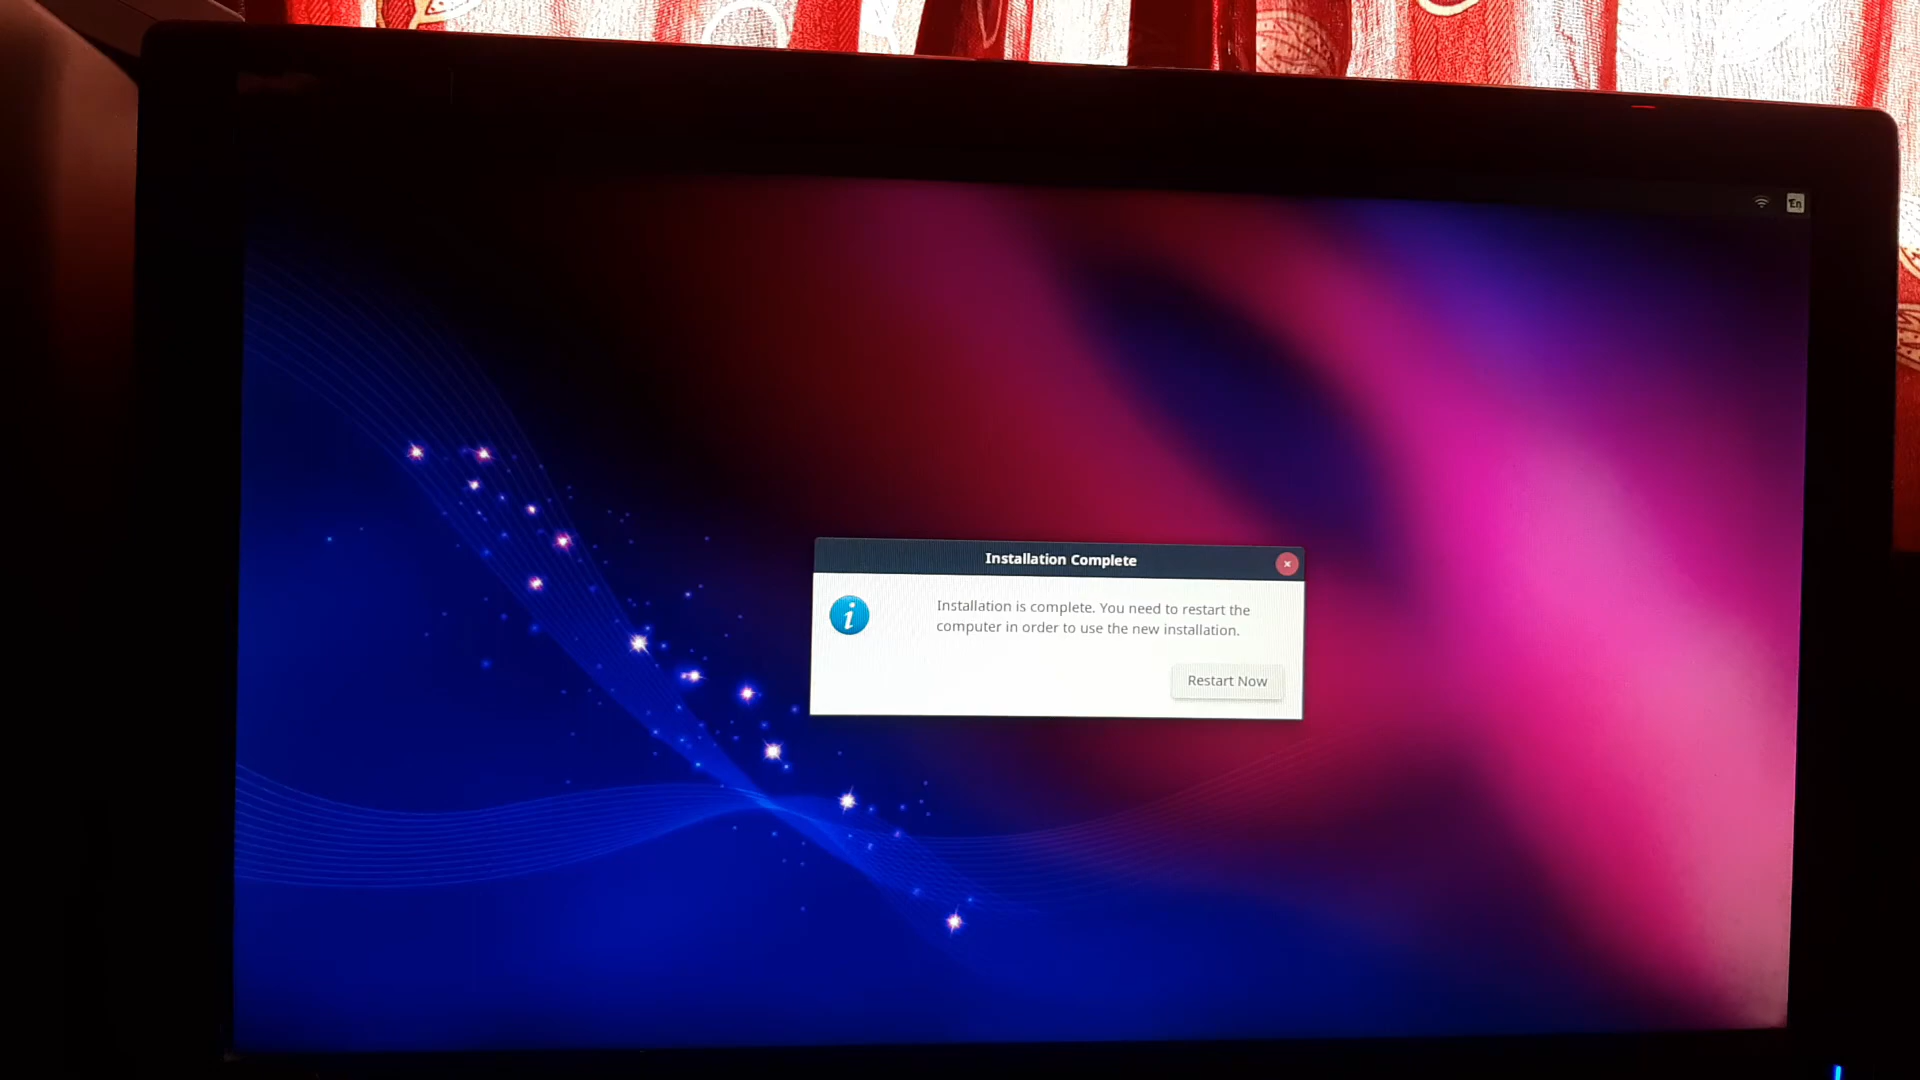 En
Installation Complete
Installation is complete. You need to restart the
computer in order to use the new installation.
Restart Now